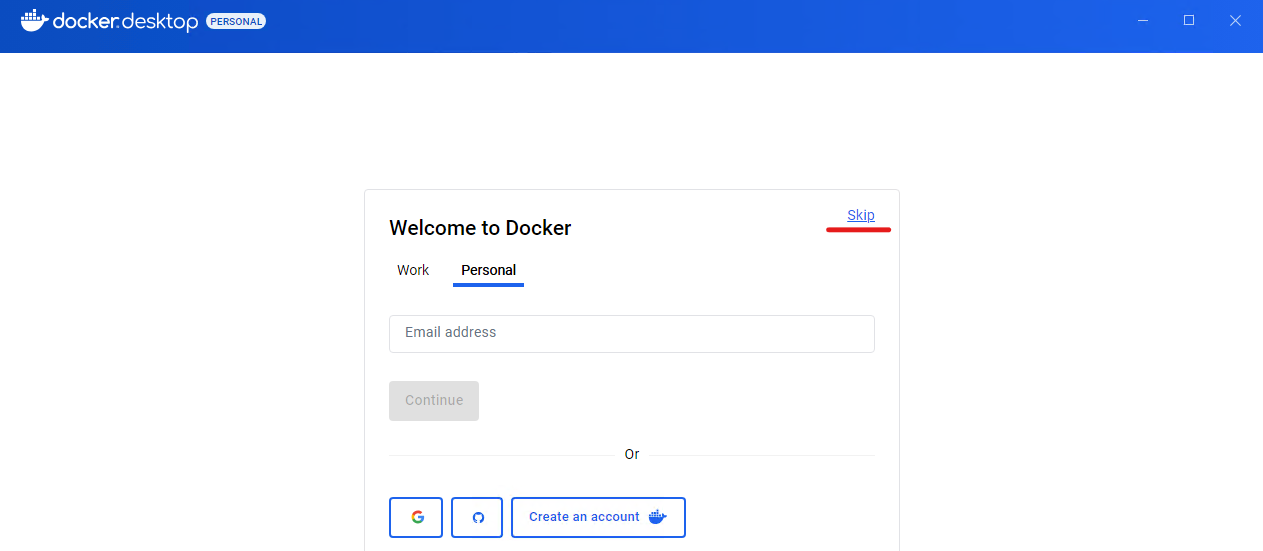 docker.desktop PERSONAL
Skip
Welcome to Docker
Work Personal
Email address
Continue
Or
Create an account